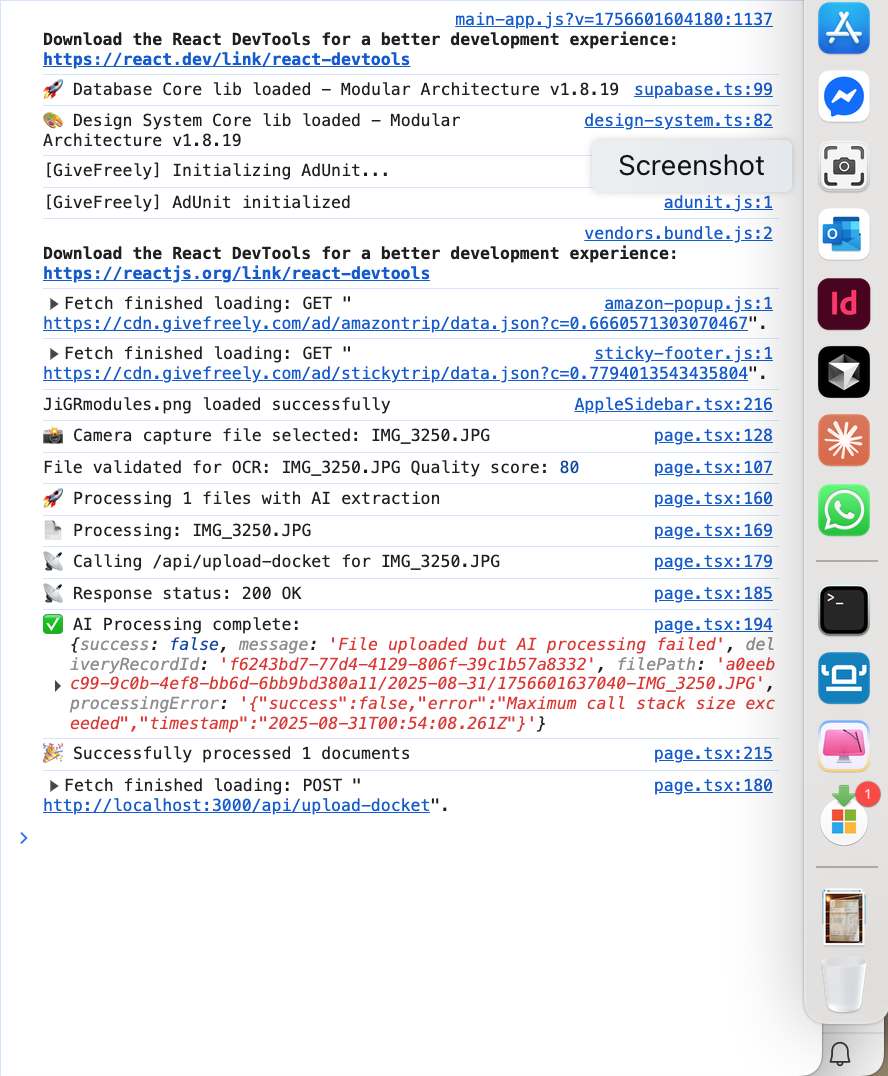 main-app.js?v=1756601604180:1137
Download the React DevTools for a better development experience:
https://react.dev/link/react-devtools
🚀 Database Core lib loaded - Modular Architecture v1.8.19 supabase.ts:99
🎨 Design System Core lib loaded - Modular design-system.ts:82
Architecture v1.8.19
[GiveFreely] Initializing AdUnit...
Screenshot
[GiveFreely] AdUnit initialized adunit.js:1
vendors.bundle.js:2
Download the React DevTools for a better development experience:
https://reactjs.org/link/react-devtools
▶Fetch finished loading: GET " amazon-popup.js:1
https://cdn.givefreely.com/ad/amazontrip/data.json?c=0.6660571303070467".
▶Fetch finished loading: GET " sticky-footer.js:1
https://cdn.givefreely.com/ad/stickytrip/data.json?c=0.7794013543435804".
JiGRmodules.png loaded successfully AppleSidebar.tsx:216
📸 Camera capture file selected: IMG_3250.JPG page.tsx:128
File validated for OCR: IMG_3250.JPG Quality score: 80 page.tsx:107
🚀 Processing 1 files with AI extraction page.tsx:160
📄 Processing: IMG_3250.JPG page.tsx:169
📡 Calling /api/upload-docket for IMG_3250.JPG page.tsx:179
📡 Response status: 200 OK page.tsx:185
✅ AI Processing complete: page.tsx:194
{success: false, message: 'File uploaded but AI processing failed', del
iveryRecordId: 'f6243bd7-77d4-4129-806f-39c1b57a8332', filePath: 'a0eeb
▶ c99-9c0b-4ef8-bb6d-6bb9bd380a11/2025-08-31/1756601637040-IMG_3250.JPG',
processingError: '{"success":false,"error":"Maximum call stack size exc
eeded","timestamp":"2025-08-31T00:54:08.261Z"}'}
🎉 Successfully processed 1 documents page.tsx:215
▶Fetch finished loading: POST " page.tsx:180
http://localhost:3000/api/upload-docket".
>
O
Id
>_
1